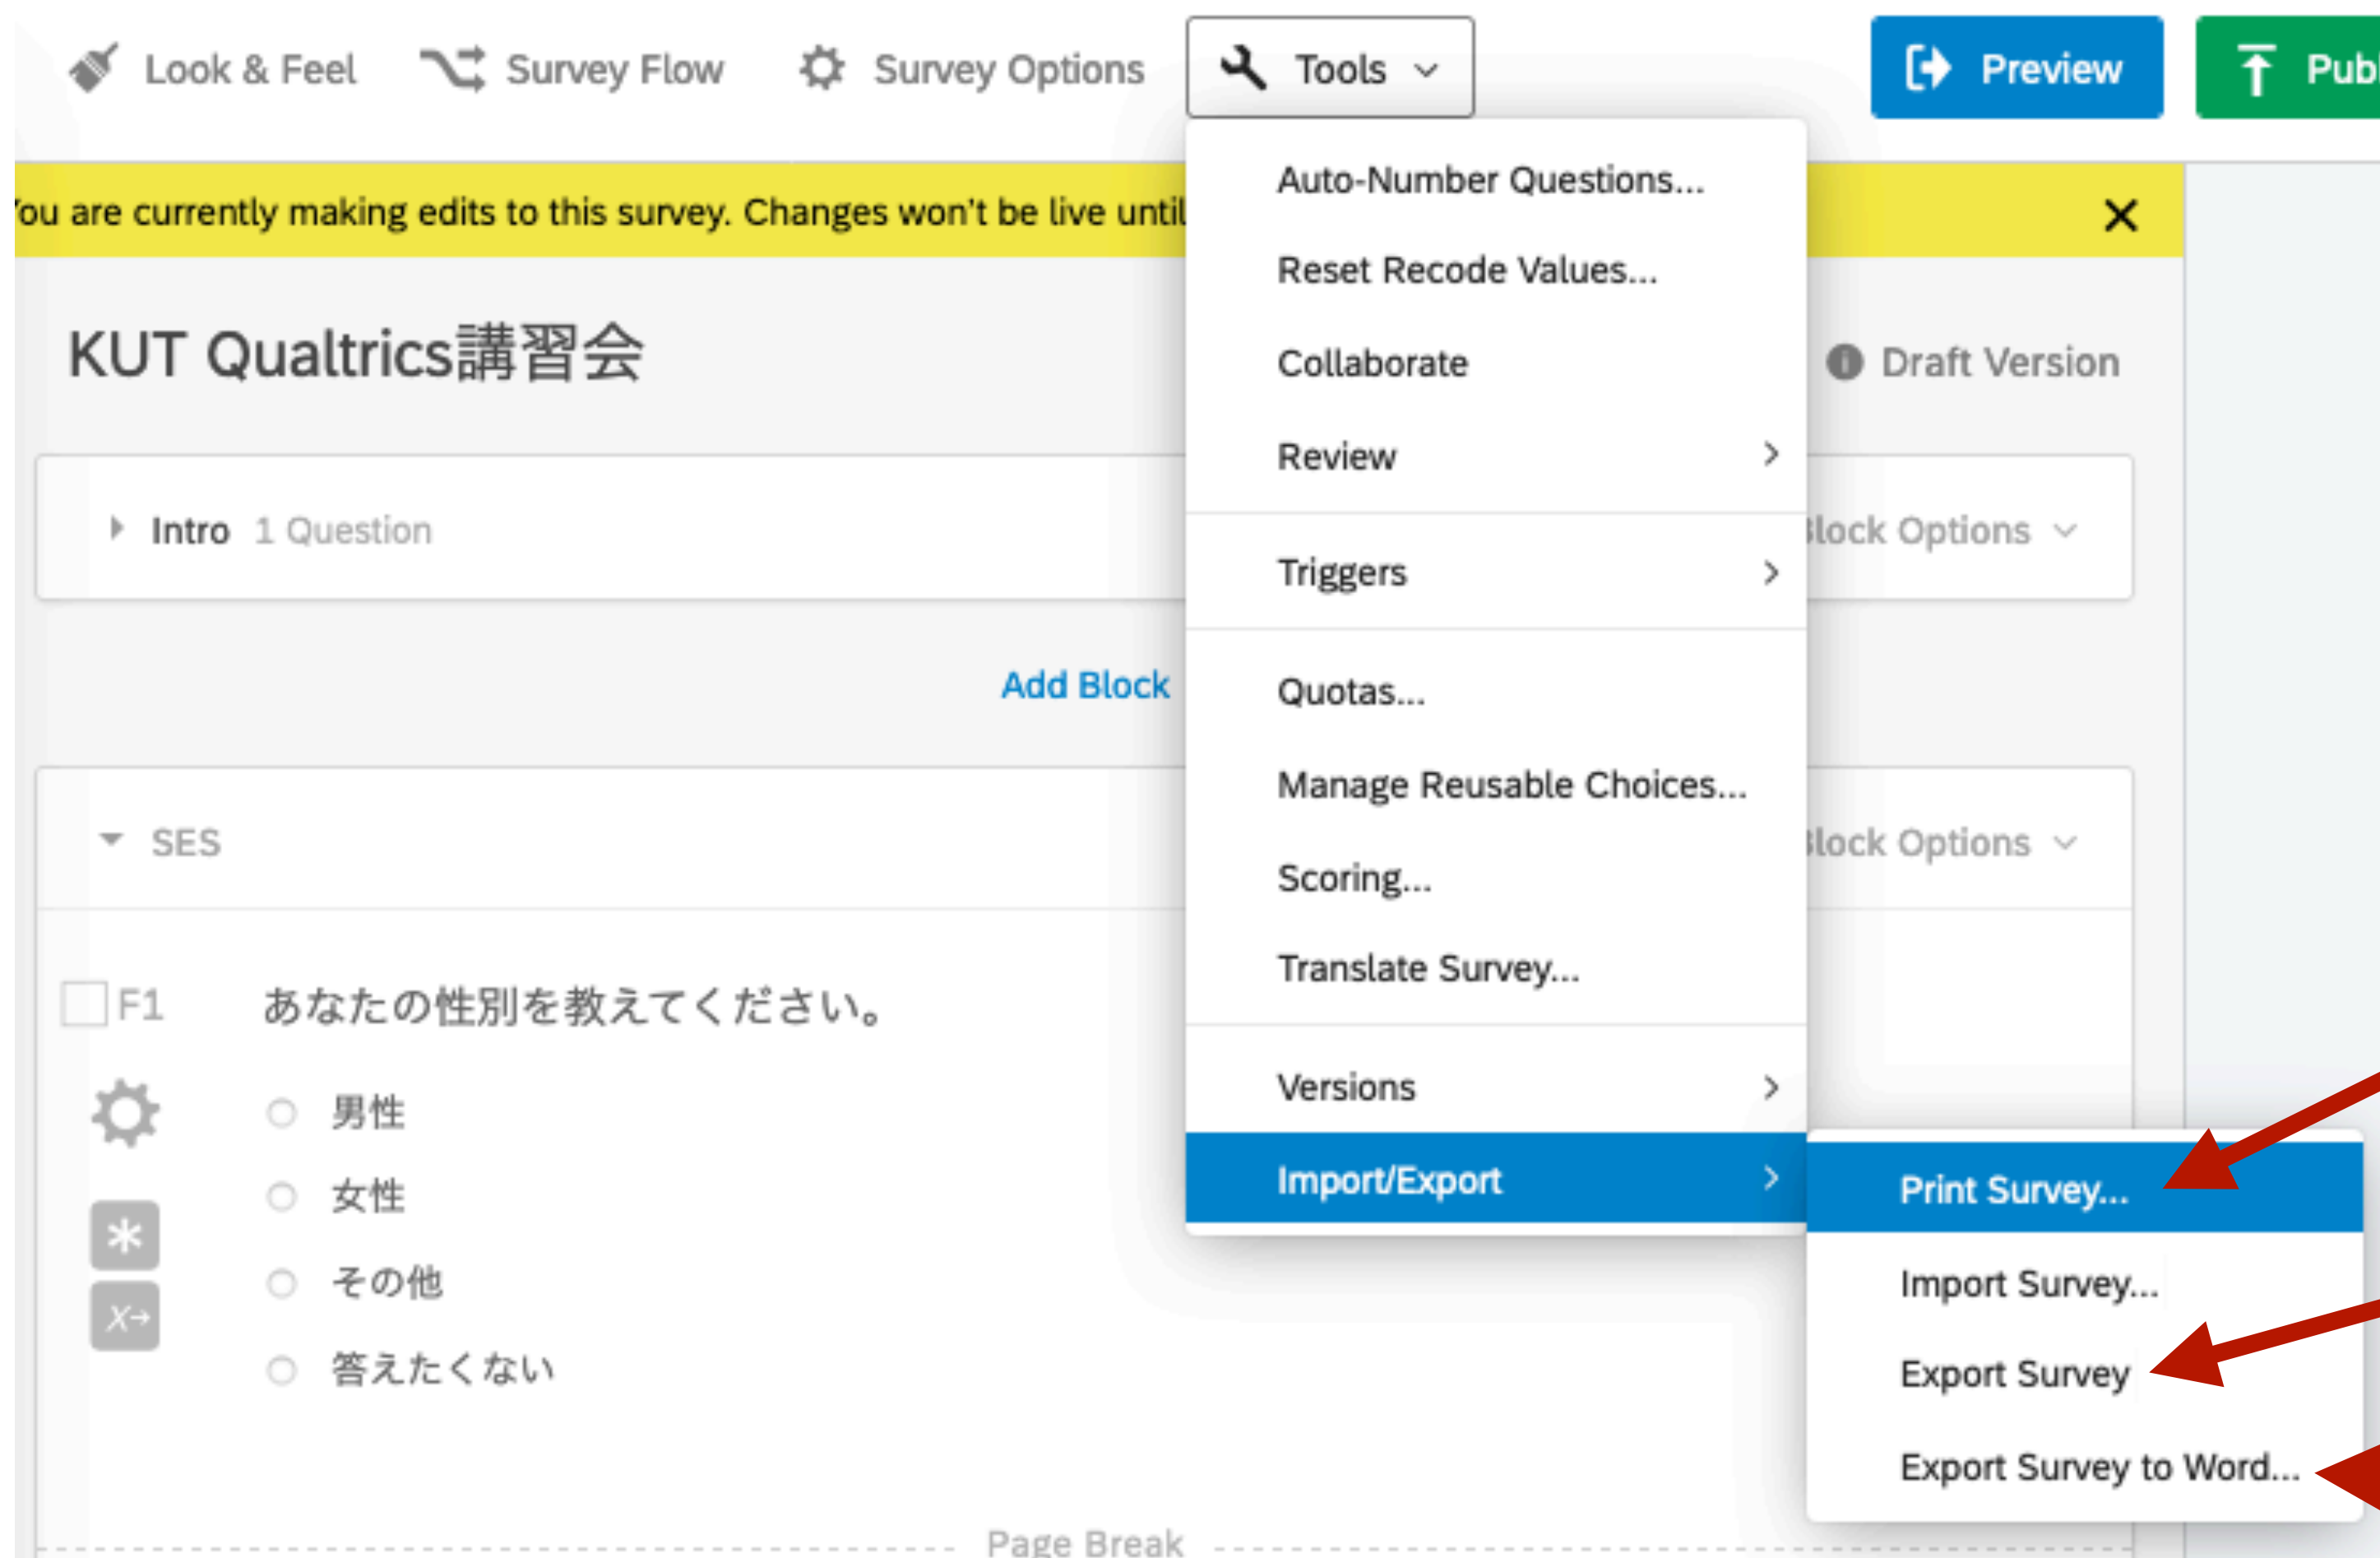 Look & Feel Survey Flow Survey Options Tools Preview
You are currently making edits to this survey. Changes won't be live until
KUT Qualtrics講習会
Draft Version
Intro 1 Question
Block Options
Add Block
SES
Block Options
F1 あなたの性別を教えてください。
男性
女性
その他
答えたくない
Page Break
Auto-Number Questions...
Reset Recode Values...
Collaborate
Review
Triggers
Quotas...
Manage Reusable Choices...
Scoring...
Translate Survey...
Versions
Import/Export
Print Survey...
Import Survey...
Export Survey
Export Survey to Word...